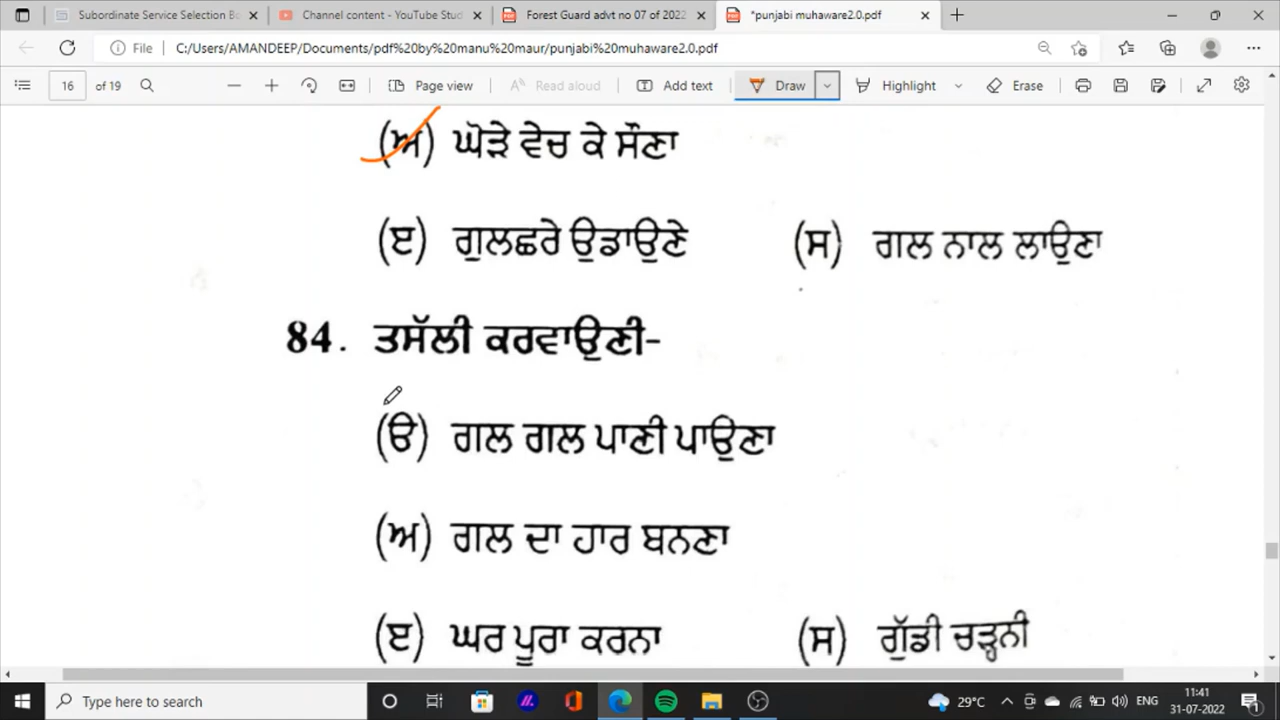 Subordinate Service Selection Bo
Channel content - YouTube Stud
Forest Guard advt no 07 of 2022
*punjabi muhaware2.0.pdf
File C:/Users/AMANDEEP/Documents/pdf%20by%20manu%20maur/punjabi%20muhaware2.0.pdf
16 of 19 Page view Read aloud Add text Draw Highlight Erase
(ਅ) ਘੋੜੇ ਵੇਚ ਕੇ ਸੌਣਾ
(ੲ) ਗੁਲਛਰੇ ਉਡਾਉਣੇ (ਸ) ਗਲ ਨਾਲ ਲਾਉਣਾ
84. ਤਸੱਲੀ ਕਰਵਾਉਣੀ-
(ੳ) ਗਲ ਗਲ ਪਾਣੀ ਪਾਉਣਾ
(ਅ) ਗਲ ਦਾ ਹਾਰ ਬਨਣਾ
(ੲ) ਘਰ ਪੂਰਾ ਕਰਨਾ (ਸ) ਗੁੱਡੀ ਚੜ੍ਹਨੀ
Type here to search 29°C ENG 11:41
31-07-2022